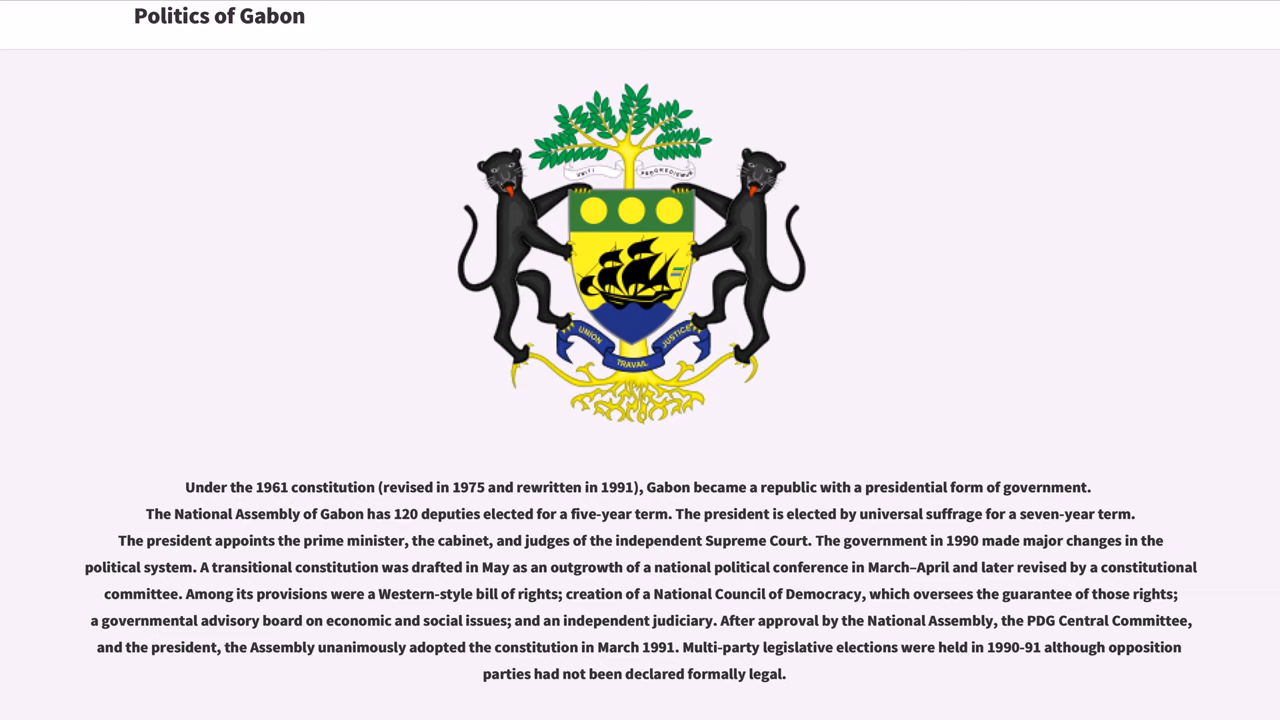 Politics of Gabon
UNITI PROGREDIEMUR
UNION TRAVAIL JUSTICE
Under the 1961 constitution (revised in 1975 and rewritten in 1991), Gabon became a republic with a presidential form of government.
The National Assembly of Gabon has 120 deputies elected for a five-year term. The president is elected by universal suffrage for a seven-year term.
The president appoints the prime minister, the cabinet, and judges of the independent Supreme Court. The government in 1990 made major changes in the
political system. A transitional constitution was drafted in May as an outgrowth of a national political conference in March–April and later revised by a constitutional
committee. Among its provisions were a Western-style bill of rights; creation of a National Council of Democracy, which oversees the guarantee of those rights;
a governmental advisory board on economic and social issues; and an independent judiciary. After approval by the National Assembly, the PDG Central Committee,
and the president, the Assembly unanimously adopted the constitution in March 1991. Multi-party legislative elections were held in 1990-91 although opposition
parties had not been declared formally legal.